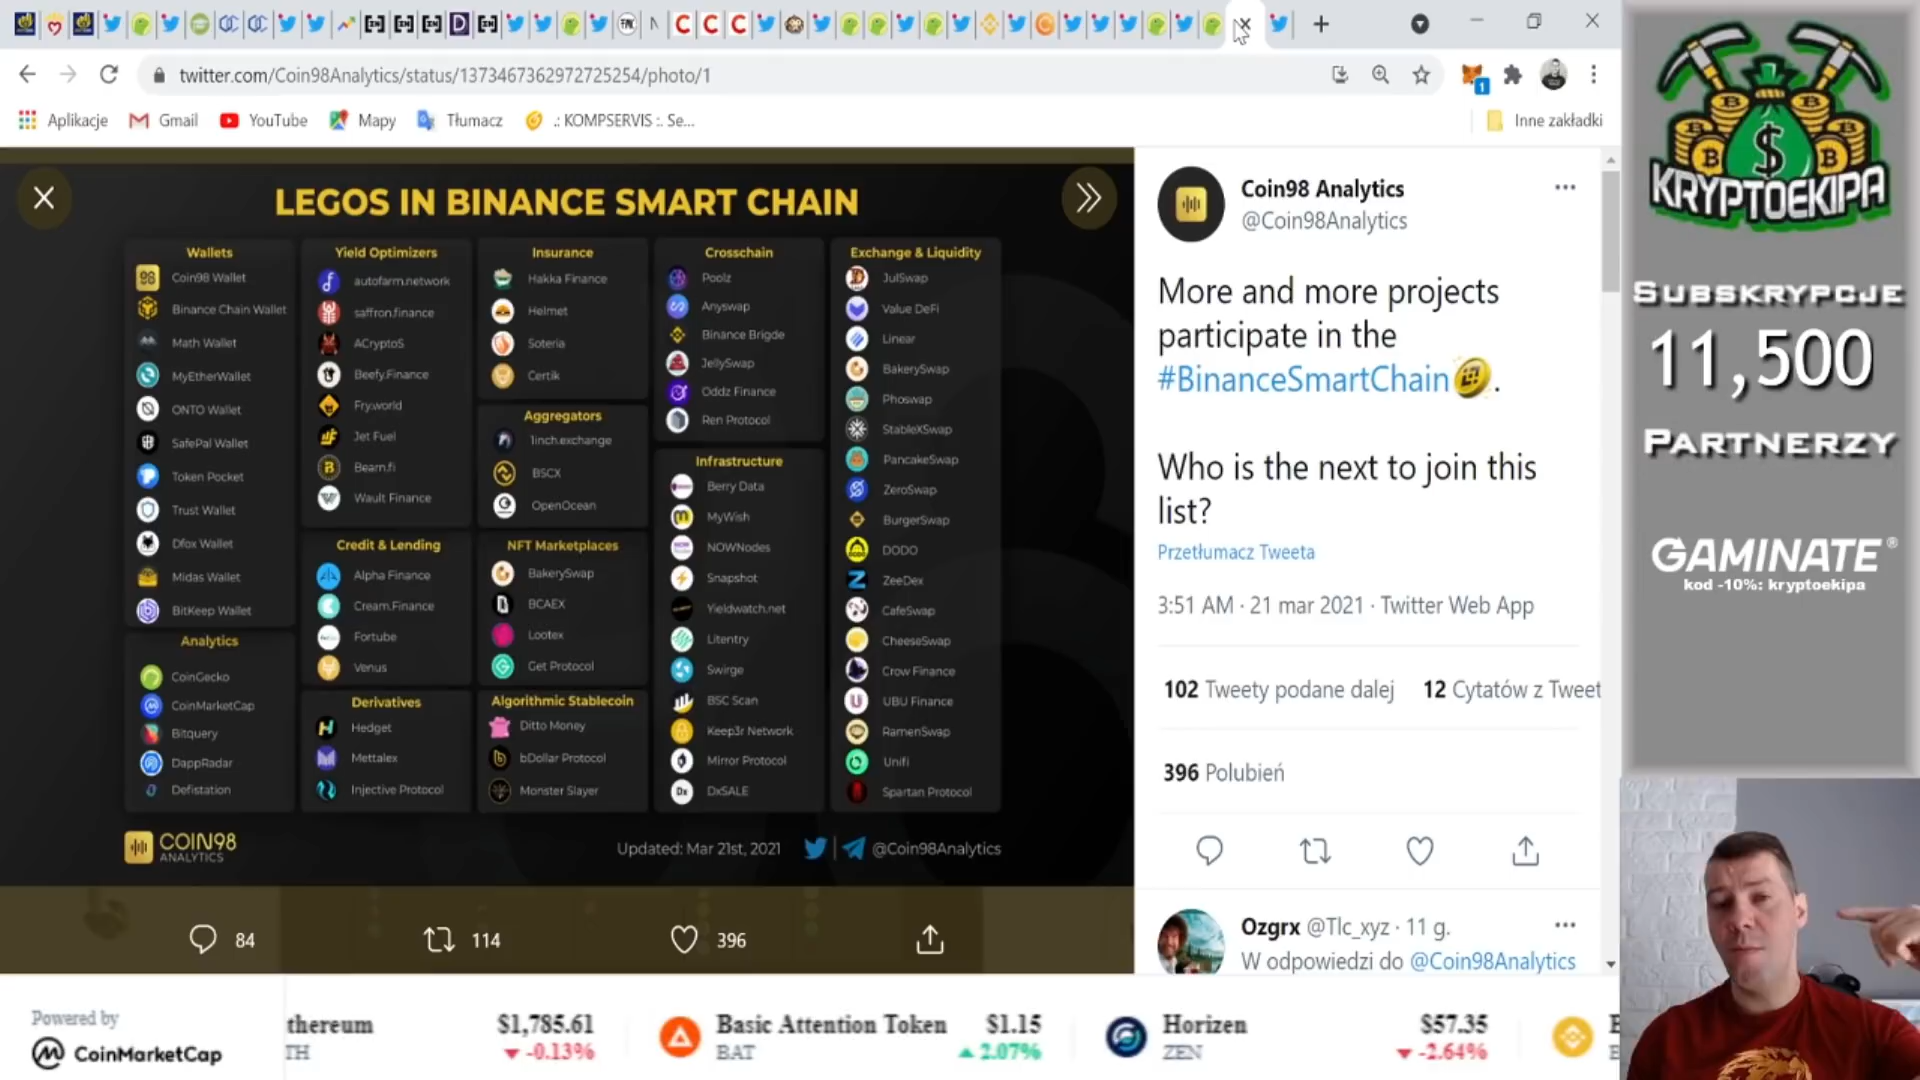 twitter.com/Coin98Analytics/status/1373467362972725254/photo/1
1
Aplikacje
Gmail
YouTube
Mapy
Tłumacz
.: KOMPSERVIS :. Se...
Inne zakładki
LEGOS IN BINANCE SMART CHAIN
Wallets
98
Coin98 Wallet
Binance Chain Wallet
Math Wallet
MyEtherWallet
ONTO Wallet
SafePal Wallet
Token Pocket
Trust Wallet
Dfox Wallet
Midas Wallet
BitKeep Wallet
Analytics
CoinGecko
CoinMarketCap
Bitquery
DappRadar
Defistation
Yield Optimizers
autofarm.network
saffron.finance
ACryptoS
Beefy.Finance
Fry.world
Jet Fuel
Bearn.fi
Wault Finance
Credit & Lending
Alpha Finance
Cream.Finance
Fortube
Venus
Derivatives
Hedget
Mettalex
Injective Protocol
Insurance
Hakka Finance
Helmet
Soteria
Certik
Aggregators
1inch.exchange
BSCX
OpenOcean
NFT Marketplaces
BakerySwap
BCAEX
Lootex
Get Protocol
Algorithmic Stablecoin
Ditto Money
bDollar Protocol
Monster Slayer
Crosschain
Poolz
Anyswap
Binance Brigde
JellySwap
Oddz Finance
Ren Protocol
Infrastructure
Berry Data
MyWish
NOWNodes
Snapshot
Yieldwatch.net
Litentry
Swirge
BSC Scan
Keep3r Network
Mirror Protocol
Dx
DxSALE
Exchange & Liquidity
JulSwap
Value DeFi
Linear
BakerySwap
Phoswap
StableXSwap
PancakeSwap
ZeroSwap
BurgerSwap
DODO
ZeeDex
CafeSwap
CheeseSwap
Crow Finance
UBU Finance
RamenSwap
Unifi
Spartan Protocol
COIN98
ANALYTICS
Updated: Mar 21st, 2021
@Coin98Analytics
84
114
396
Coin98 Analytics
@Coin98Analytics
More and more projects
participate in the
#BinanceSmartChain.
Who is the next to join this
list?
Przetłumacz Tweeta
3:51 AM · 21 mar 2021 · Twitter Web App
102 Tweety podane dalej
12 Cytatów z Tweet
396 Polubień
Ozgrx @Tlc_xyz · 11 g.
W odpowiedzi do @Coin98Analytics
KRYPTOEKIPA
SUBSKRYPCJE
11,500
PARTNERZY
GAMINATE®
kod -10%: kryptoekipa
Powered by
CoinMarketCap
thereum
TH
$1,785.61
-0.13%
Basic Attention Token
BAT
$1.15
2.07%
Horizen
ZEN
$57.35
-2.64%